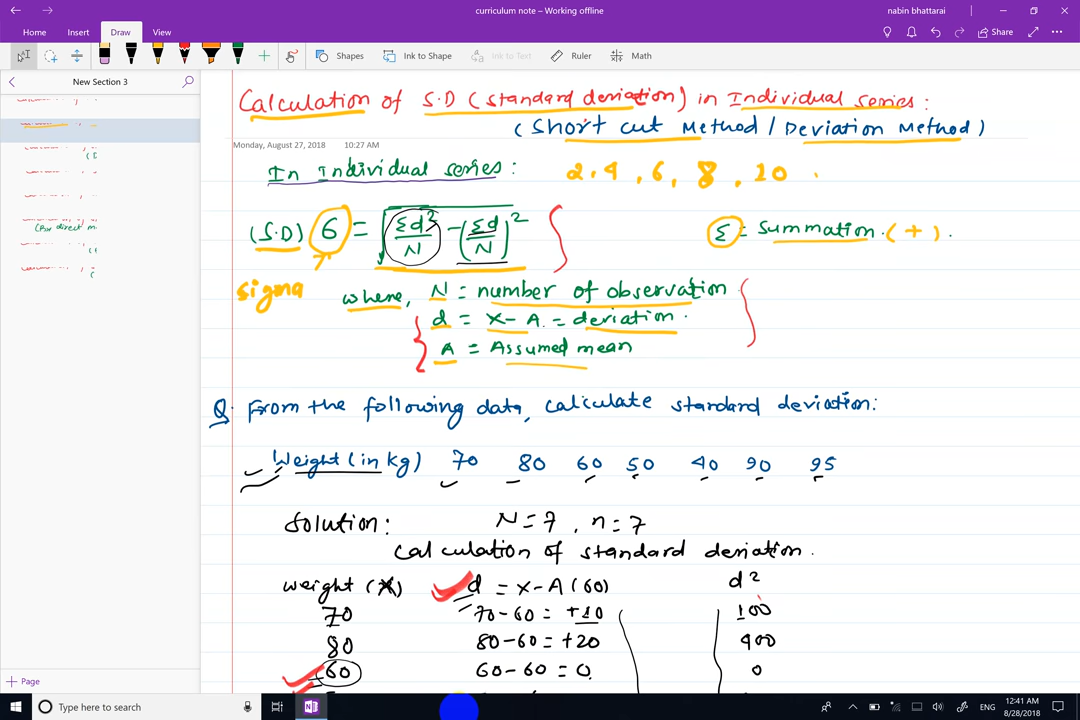 curriculum note – Working offline
nabin bhattarai
Home Insert Draw View
Share
Shapes Ink to Shape Ink to Text Ruler Math
New Section 3
Calculation of S.D (standard deviation) in Individual series:
(Short cut Method / Deviation Method)
Monday, August 27, 2018 10:27 AM
In Individual series: 2, 4, 6, 8, 10
(S.D) 6 = √(Σd²/N − (Σd/N)²)
Σ = Summation (+).
sigma
where, N = number of observation
d = X – A = deviation.
A = Assumed mean
Q. From the following data, calculate standard deviation:
Weight (in kg) 70 80 60 50 40 90 95
Solution: N = 7, n = 7
Calculation of standard deviation.
weight (X) d = X – A (60) d²
70 70 – 60 = +10 100
80 80 – 60 = +20 400
60 60 – 60 = 0 0
+ Page
Type here to search
ENG
12:41 AM
8/28/2018